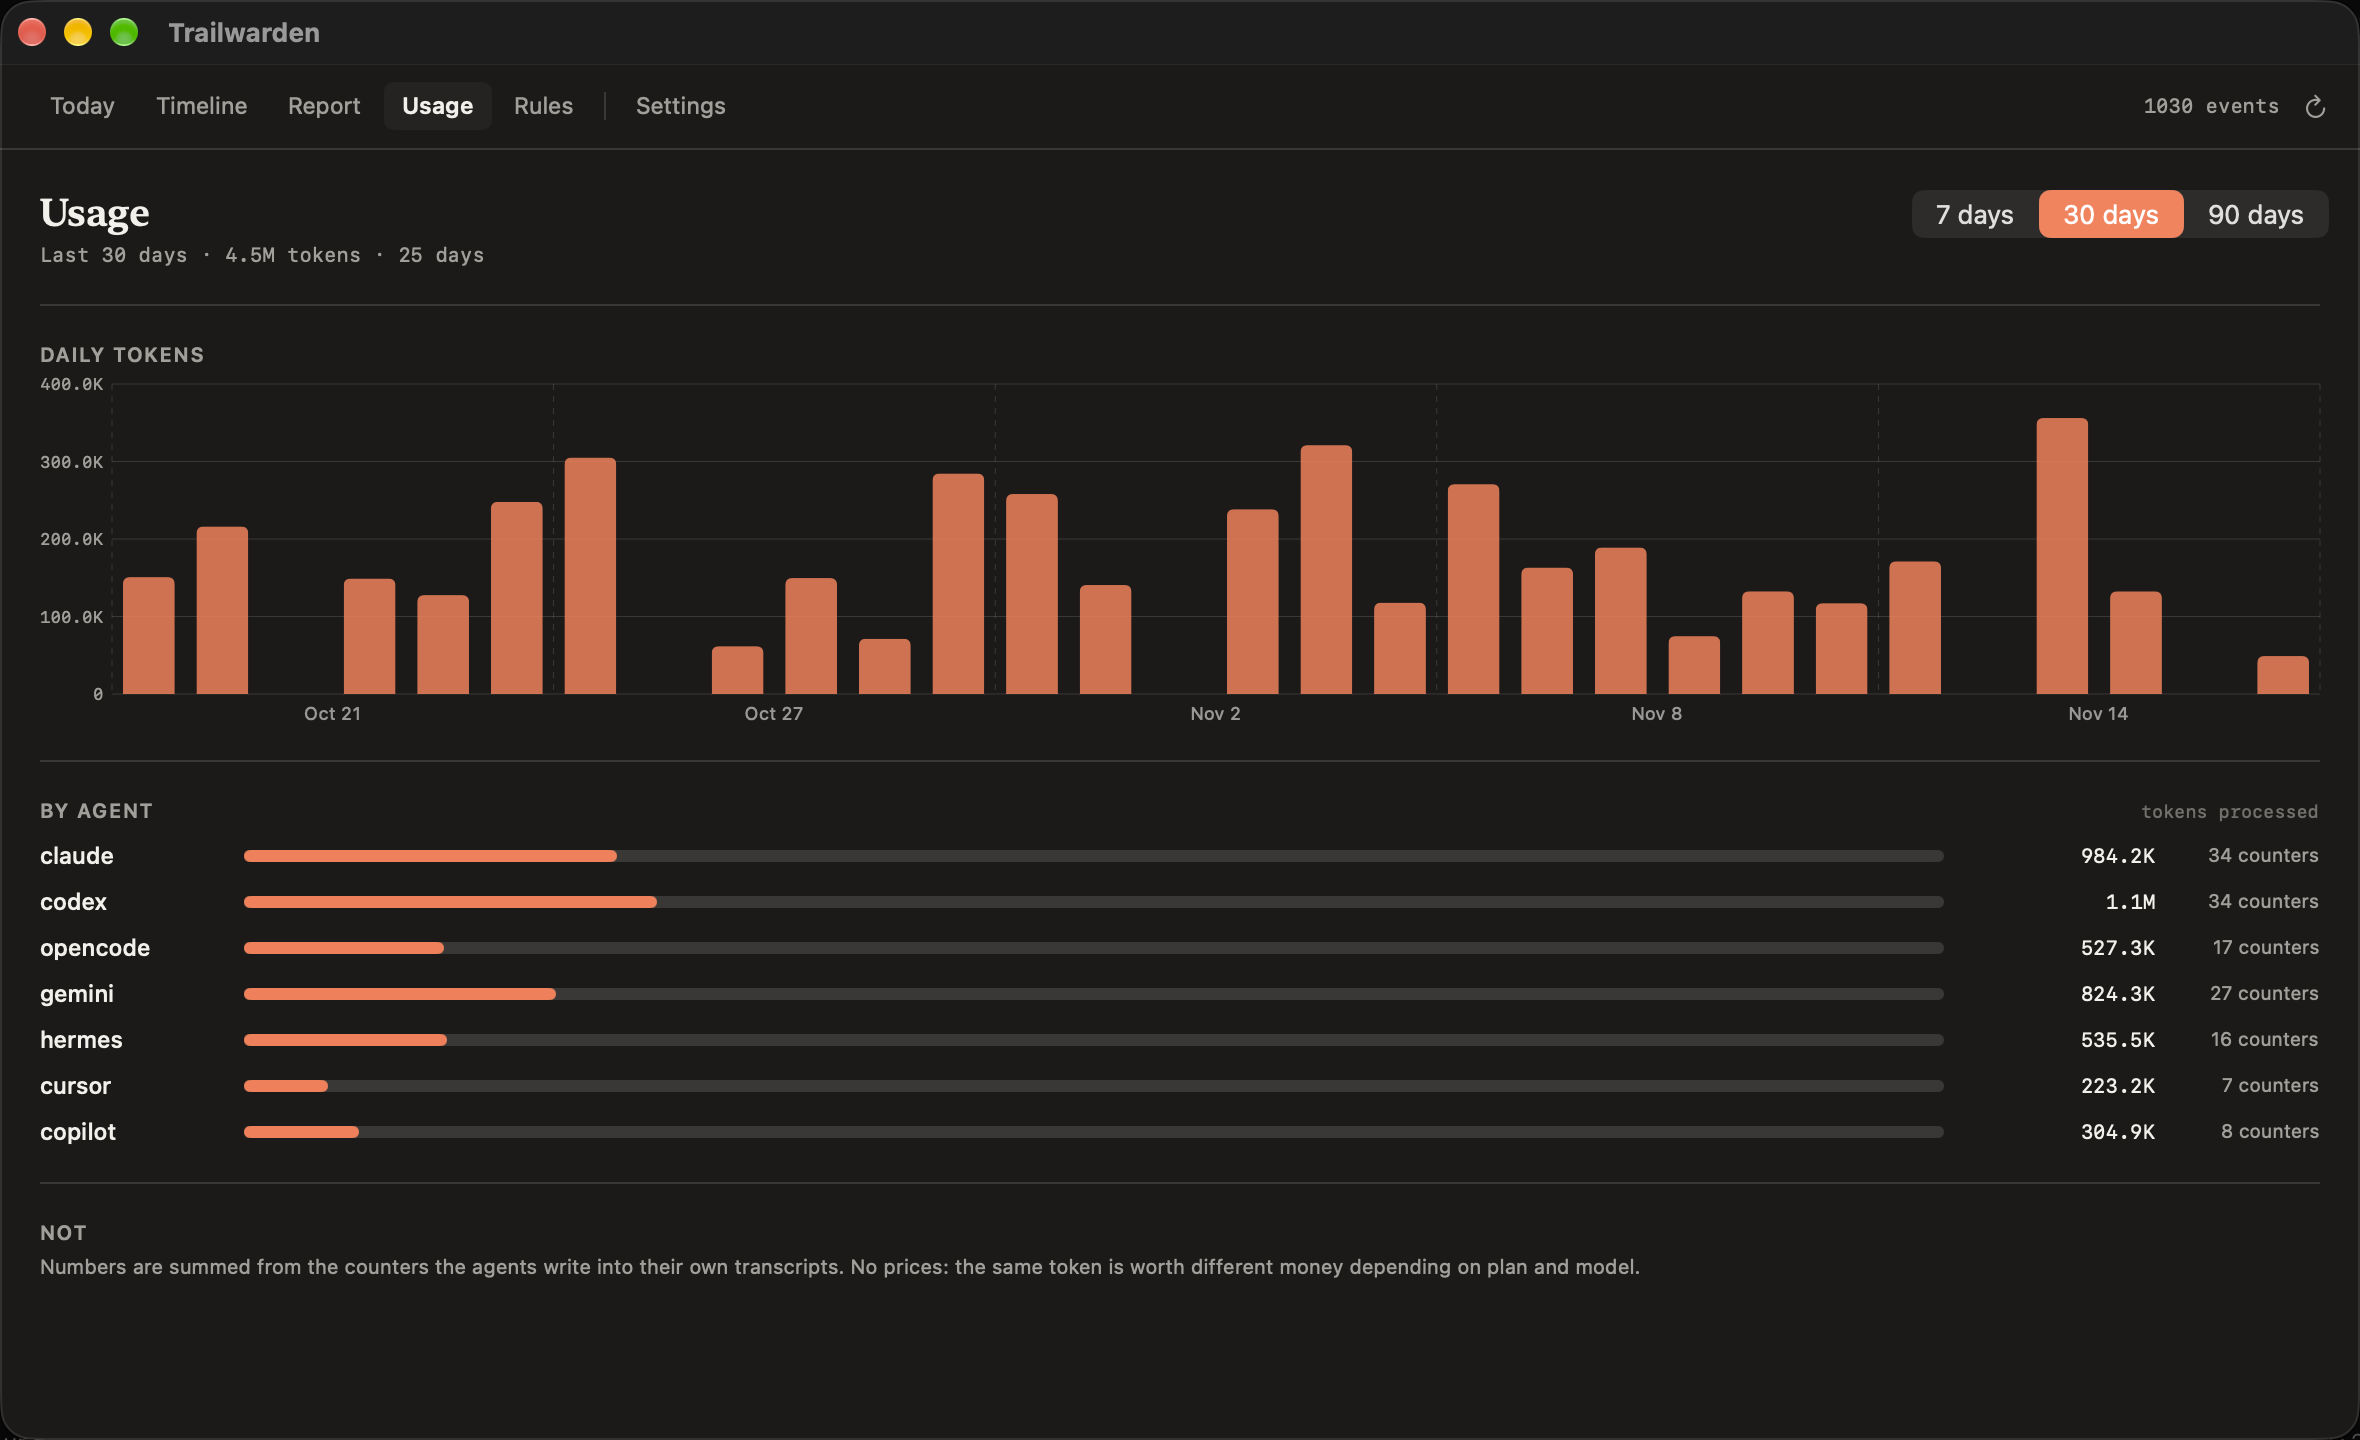 Trailwarden
Today Timeline Report Usage Rules Settings 1030 events
Usage
7 days 30 days 90 days
Last 30 days · 4.5M tokens · 25 days
DAILY TOKENS
400.0K
300.0K
200.0K
100.0K
0
Oct 21 Oct 27 Nov 2 Nov 8 Nov 14
BY AGENT tokens processed
claude 984.2K 34 counters
codex 1.1M 34 counters
opencode 527.3K 17 counters
gemini 824.3K 27 counters
hermes 535.5K 16 counters
cursor 223.2K 7 counters
copilot 304.9K 8 counters
NOT
Numbers are summed from the counters the agents write into their own transcripts. No prices: the same token is worth different money depending on plan and model.